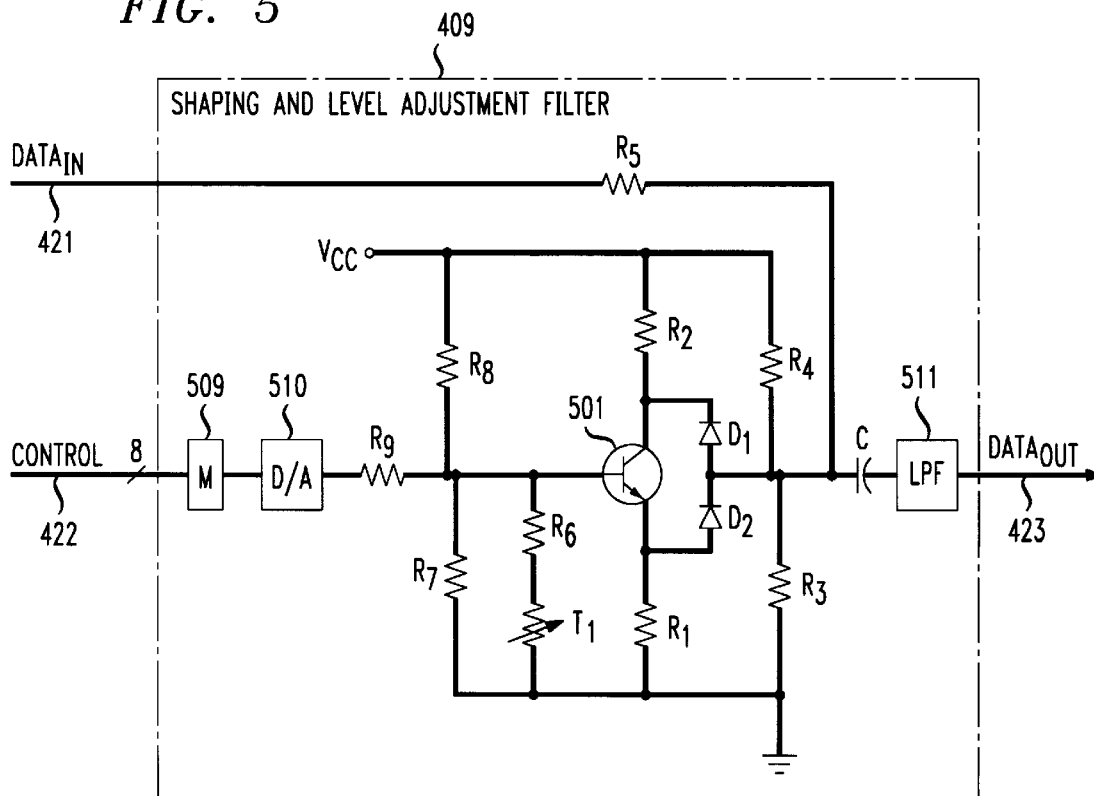 FIG. 5
409
SHAPING AND LEVEL ADJUSTMENT FILTER
DATAIN
R5
421
VCC
R2
R8
R4
509
510
501
511
CONTROL
8
R9
D1
C
DATAOUT
M
D/A
LPF
422
D2
423
R6
R7
R3
T1
R1